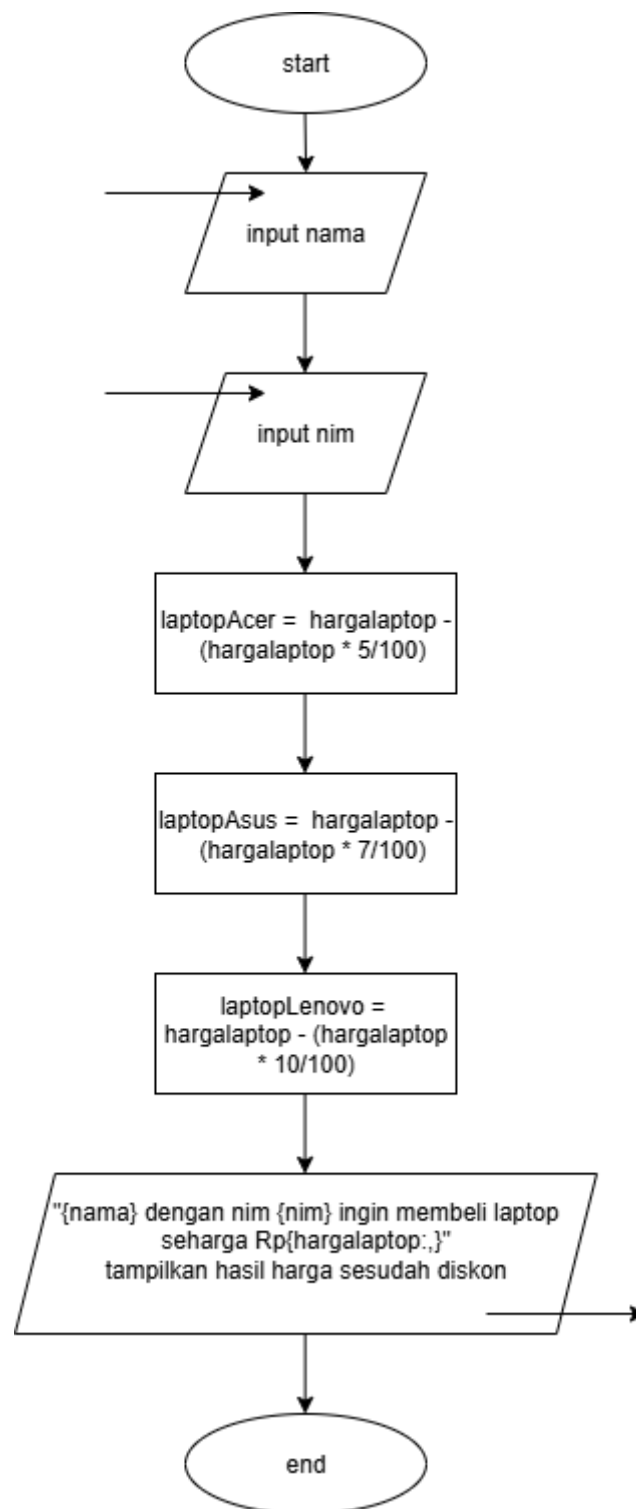 start
input nama
input nim
laptopAcer =  hargalaptop -
(hargalaptop * 5/100)
laptopAsus =  hargalaptop -
(hargalaptop * 7/100)
laptopLenovo =
hargalaptop - (hargalaptop
* 10/100)
"{nama} dengan nim {nim} ingin membeli laptop
seharga Rp{hargalaptop:,}"
tampilkan hasil harga sesudah diskon
end